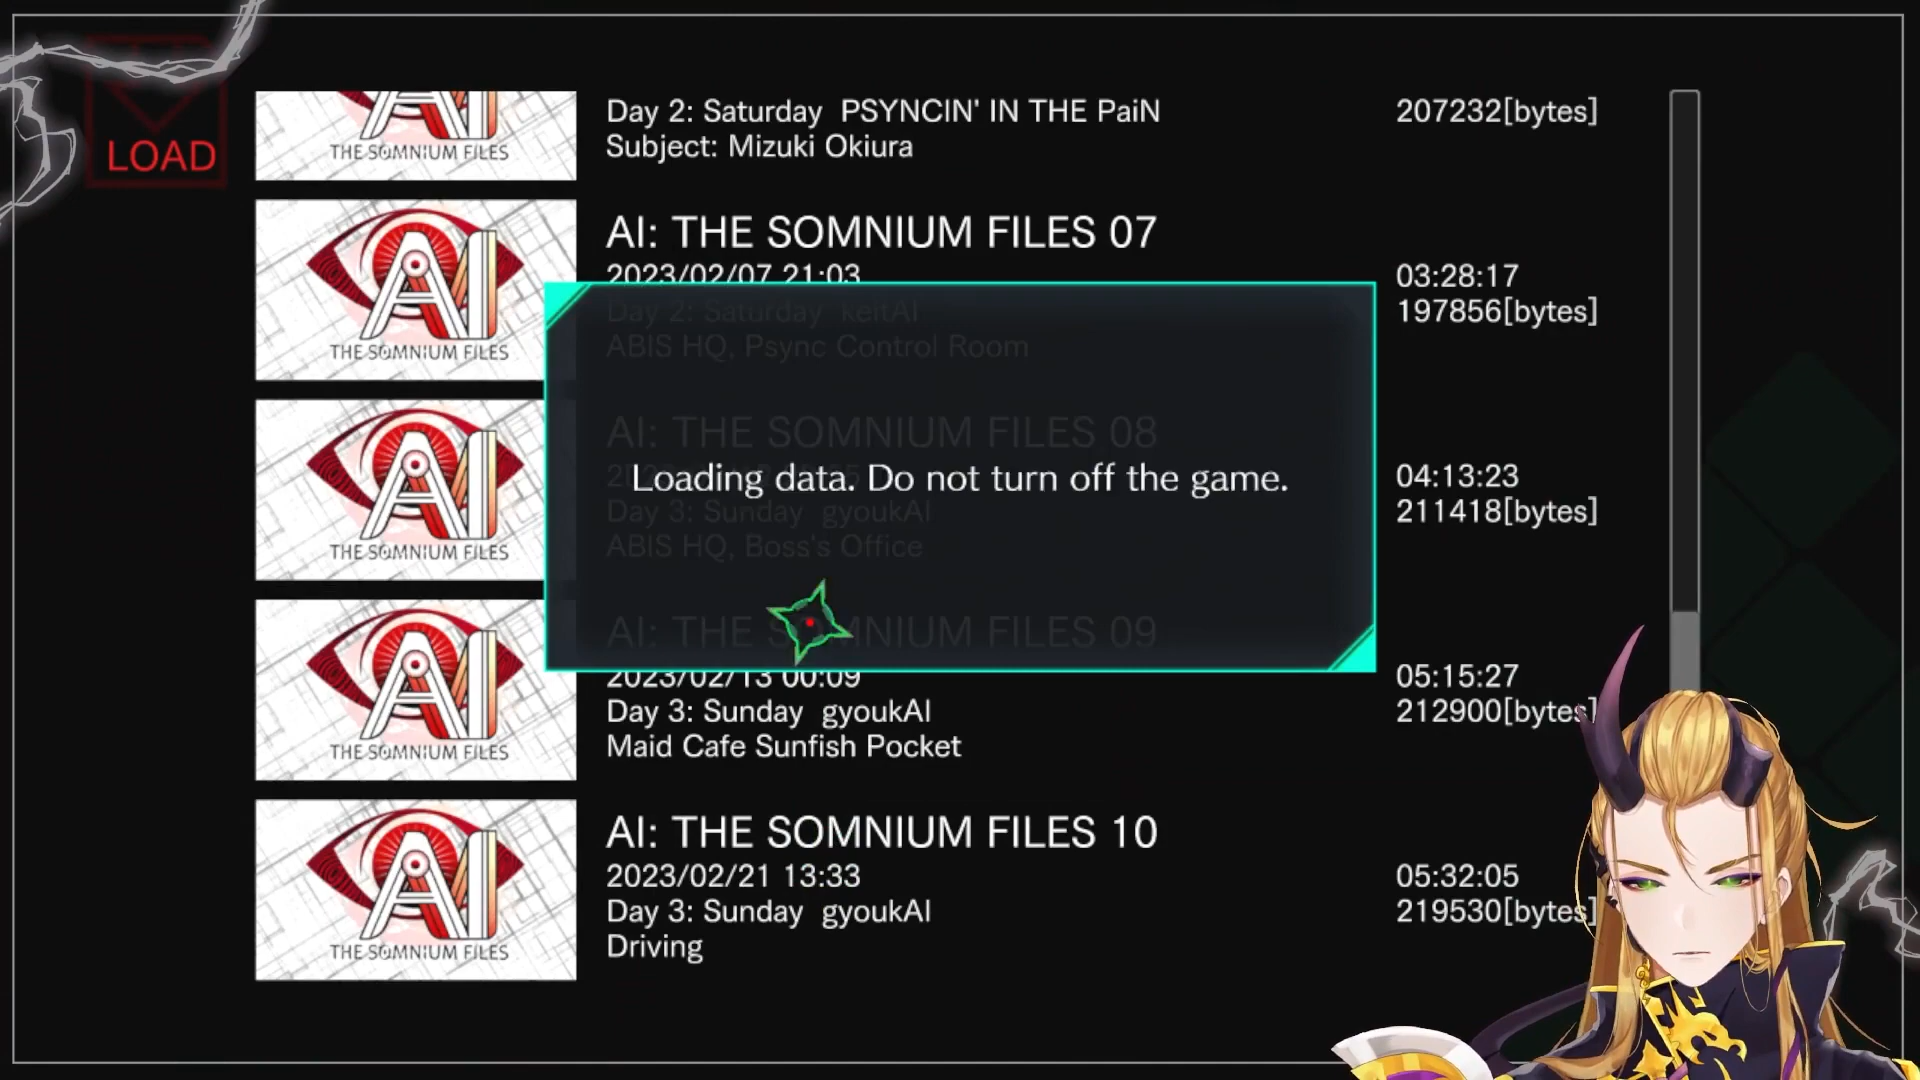 LOAD
THE SOMNIUM FILES
Day 2: Saturday PSYNCIN' IN THE PaiN
Subject: Mizuki Okiura
207232[bytes]
AI
THE SOMNIUM FILES
AI: THE SOMNIUM FILES 07
2023/02/07 21:03
03:28:17
Day 2: Saturday keitAI
197856[bytes]
ABIS HQ, Psync Control Room
AI
THE SOMNIUM FILES
AI: THE SOMNIUM FILES 08
04:13:23
Loading data. Do not turn off the game.
Day 3: Sunday gyoukAI
211418[bytes]
ABIS HQ, Boss's Office
AI
THE SOMNIUM FILES
AI: THE SOMNIUM FILES 09
2023/02/13 00:09
05:15:27
Day 3: Sunday gyoukAI
212900[bytes]
Maid Cafe Sunfish Pocket
AI
THE SOMNIUM FILES
AI: THE SOMNIUM FILES 10
2023/02/21 13:33
05:32:05
Day 3: Sunday gyoukAI
219530[bytes]
Driving